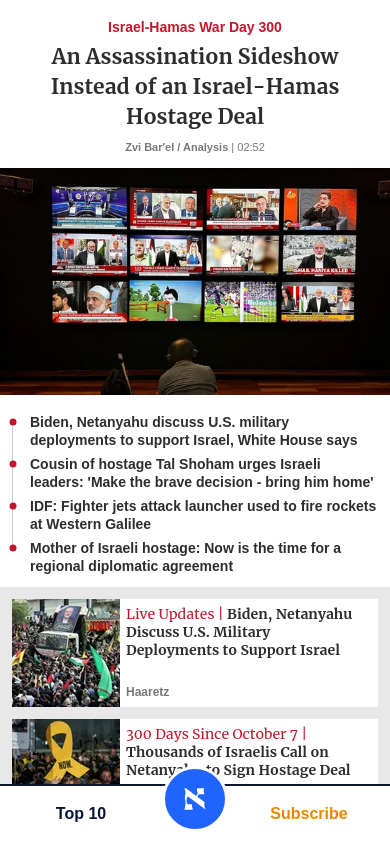 Israel-Hamas War Day 300
An Assassination Sideshow
Instead of an Israel-Hamas
Hostage Deal
Zvi Bar'el / Analysis | 02:52
ISMAIL HANIYA KILLED
Biden, Netanyahu discuss U.S. military
deployments to support Israel, White House says
Cousin of hostage Tal Shoham urges Israeli
leaders: 'Make the brave decision - bring him home'
IDF: Fighter jets attack launcher used to fire rockets
at Western Galilee
Mother of Israeli hostage: Now is the time for a
regional diplomatic agreement
Live Updates | Biden, Netanyahu
Discuss U.S. Military
Deployments to Support Israel
Haaretz
300 Days Since October 7 |
Thousands of Israelis Call on
to Sign Hostage Deal
NOW.
Top 10
Subscribe